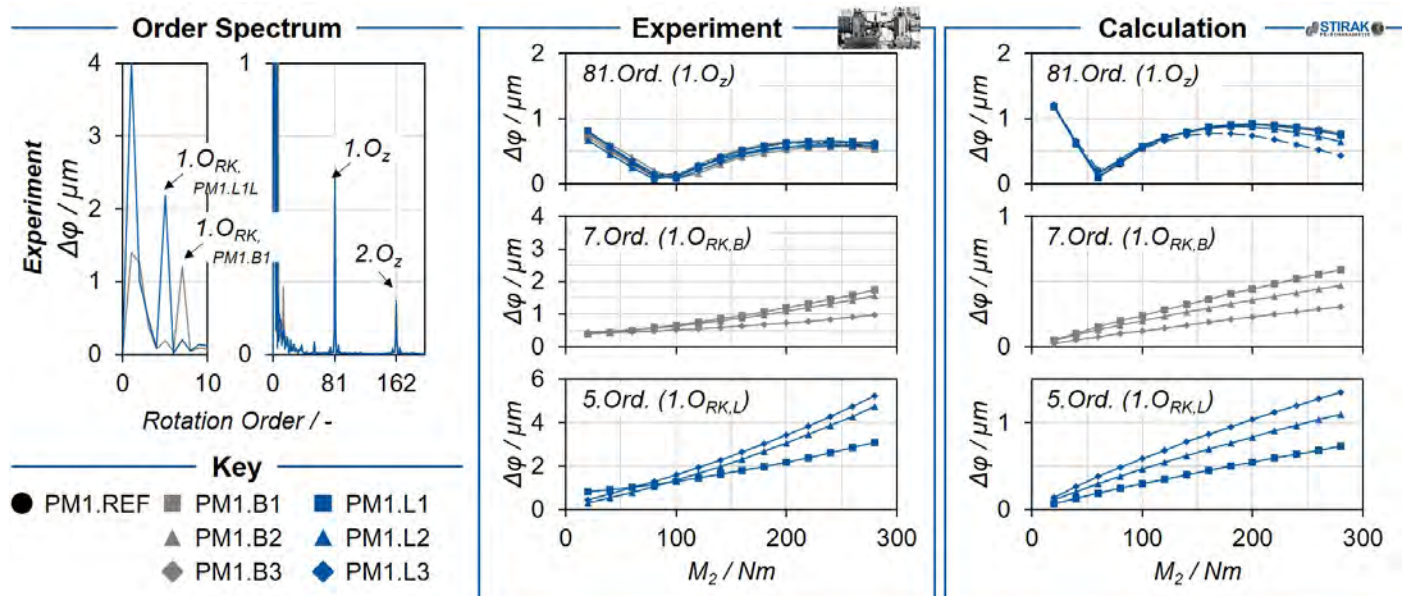 Order Spectrum
Experiment
Δφ / µm
4
3
2
1
0
1
0
1.O_RK, PM1.L1L
1.O_RK, PM1.B1
1.O_z
2.O_z
0
10
0
81
162
Rotation Order / -
Key
PM1.REF
PM1.B1
PM1.L1
PM1.B2
PM1.L2
PM1.B3
PM1.L3
Experiment
81.Ord. (1.O_z)
Δφ / µm
2
1
0
7.Ord. (1.O_RK,B)
Δφ / µm
4
3
2
1
0
5.Ord. (1.O_RK,L)
Δφ / µm
6
4
2
0
0
100
200
300
M_2 / Nm
Calculation
STIRAK
81.Ord. (1.O_z)
Δφ / µm
2
1
0
7.Ord. (1.O_RK,B)
Δφ / µm
1
0
5.Ord. (1.O_RK,L)
Δφ / µm
1
0
0
100
200
300
M_2 / Nm